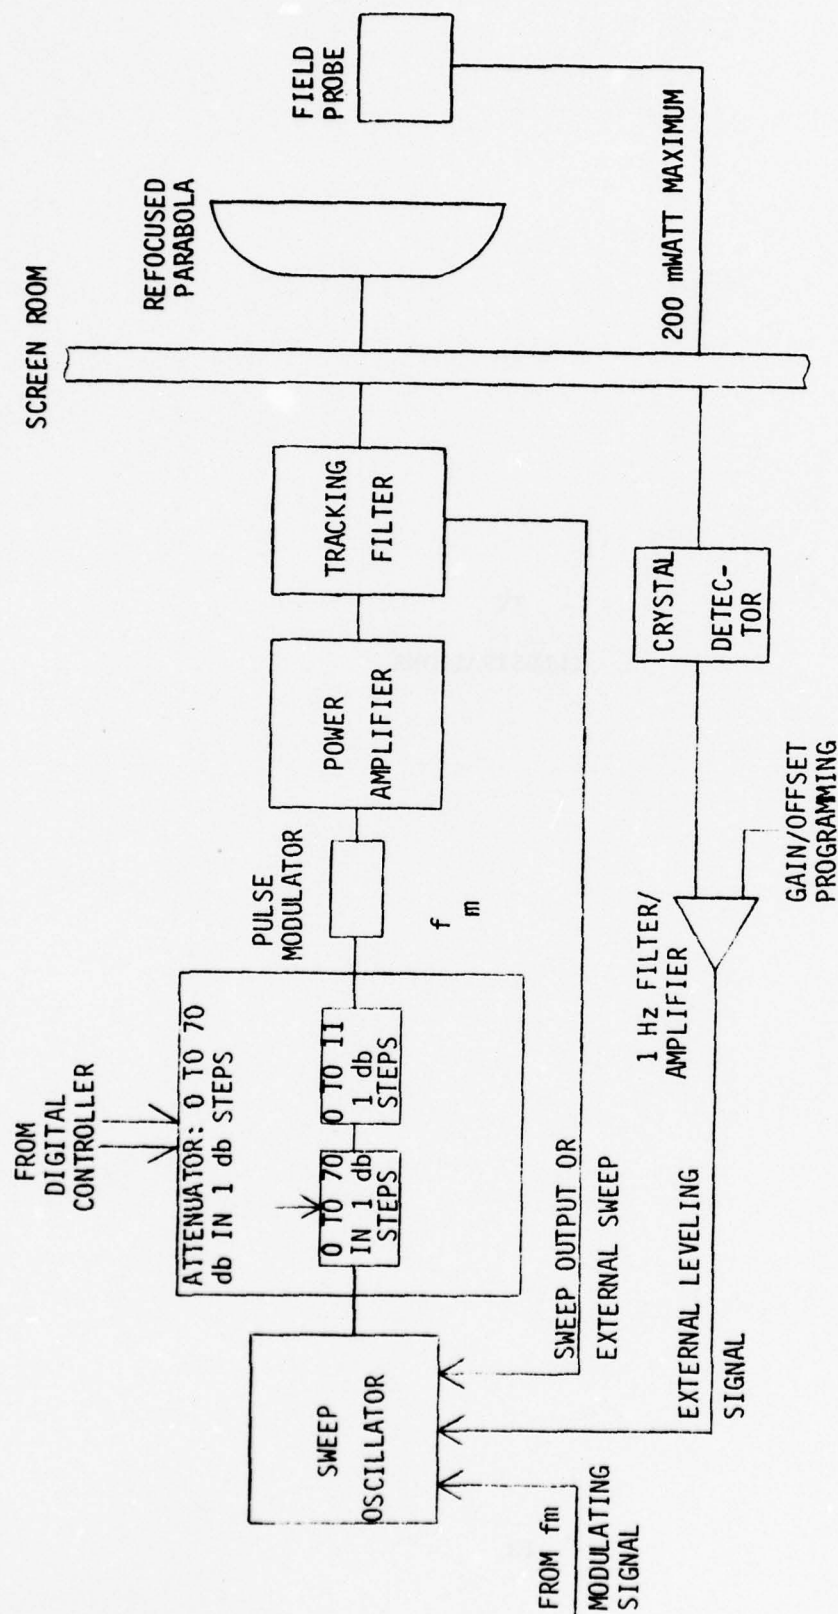 SCREEN ROOM
FROM
DIGITAL
CONTROLLER
REFOCUSED
PARABOLA
FIELD
PROBE
ATTENUATOR: 0 TO 70
db IN 1 db STEPS
PULSE
MODULATOR
0 TO 70
IN 1 db
STEPS
0 TO 11
1 db
STEPS
SWEEP
OSCILLATOR
POWER
AMPLIFIER
TRACKING
FILTER
f
m
SWEEP OUTPUT OR
EXTERNAL SWEEP
FROM fm
MODULATING
SIGNAL
EXTERNAL LEVELING
SIGNAL
1 Hz FILTER/
AMPLIFIER
CRYSTAL
DETEC-
TOR
200 mWATT MAXIMUM
GAIN/OFFSET
PROGRAMMING